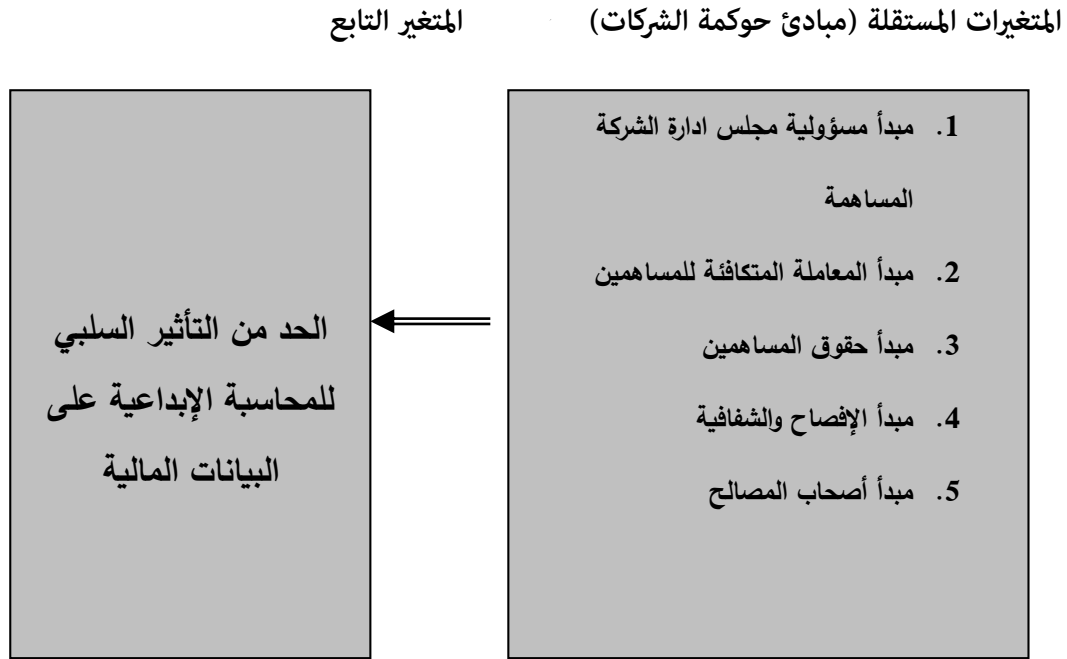 المتغيرات المستقلة (مبادئ حوكمة الشركات)
المتغير التابع
1. مبدأ مسؤولية مجلس ادارة الشركة
المساهمة
2. مبدأ المعاملة المتكافئة للمساهمين
3. مبدأ حقوق المساهمين
4. مبدأ الإفصاح والشفافية
5. مبدأ أصحاب المصالح
الحد من التأثير السلبي
للمحاسبة الإبداعية على
البيانات المالية